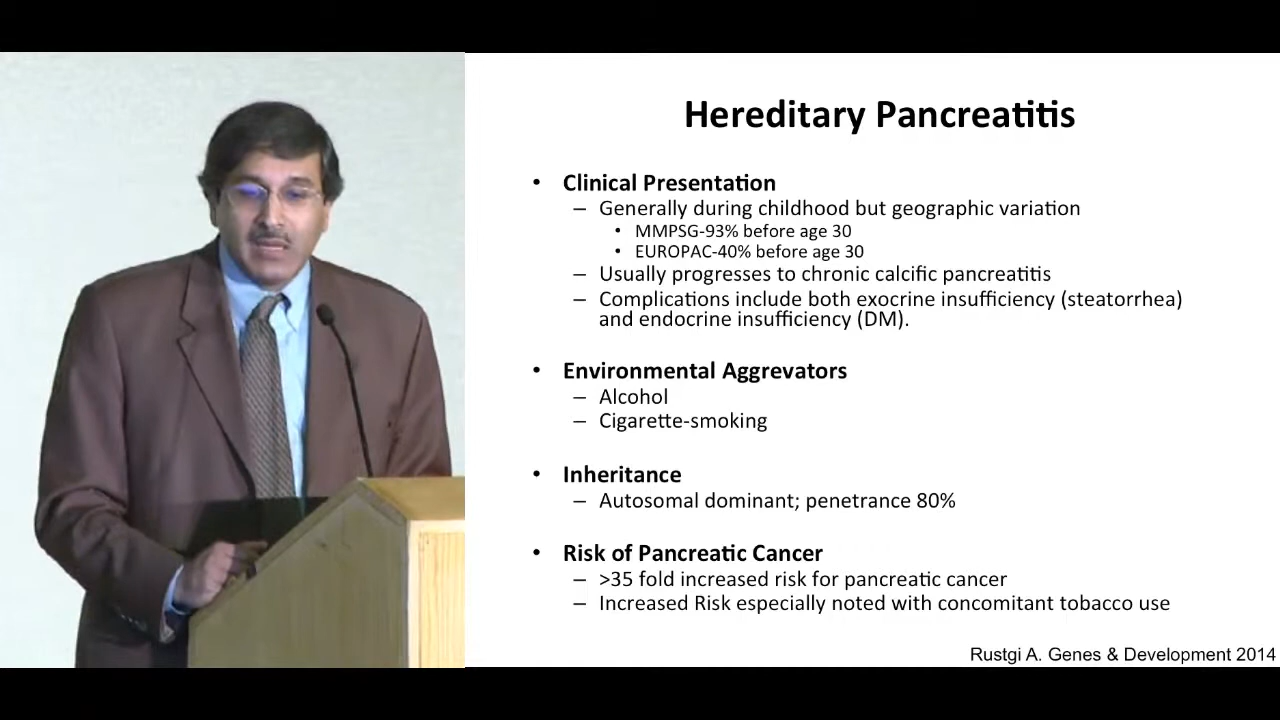 Hereditary Pancreatitis
• Clinical Presentation
– Generally during childhood but geographic variation
• MMPSG-93% before age 30
• EUROPAC-40% before age 30
– Usually progresses to chronic calcific pancreatitis
– Complications include both exocrine insufficiency (steatorrhea)
and endocrine insufficiency (DM).
• Environmental Aggrevators
– Alcohol
– Cigarette-smoking
• Inheritance
– Autosomal dominant; penetrance 80%
• Risk of Pancreatic Cancer
– >35 fold increased risk for pancreatic cancer
– Increased Risk especially noted with concomitant tobacco use
Rustgi A. Genes & Development 2014